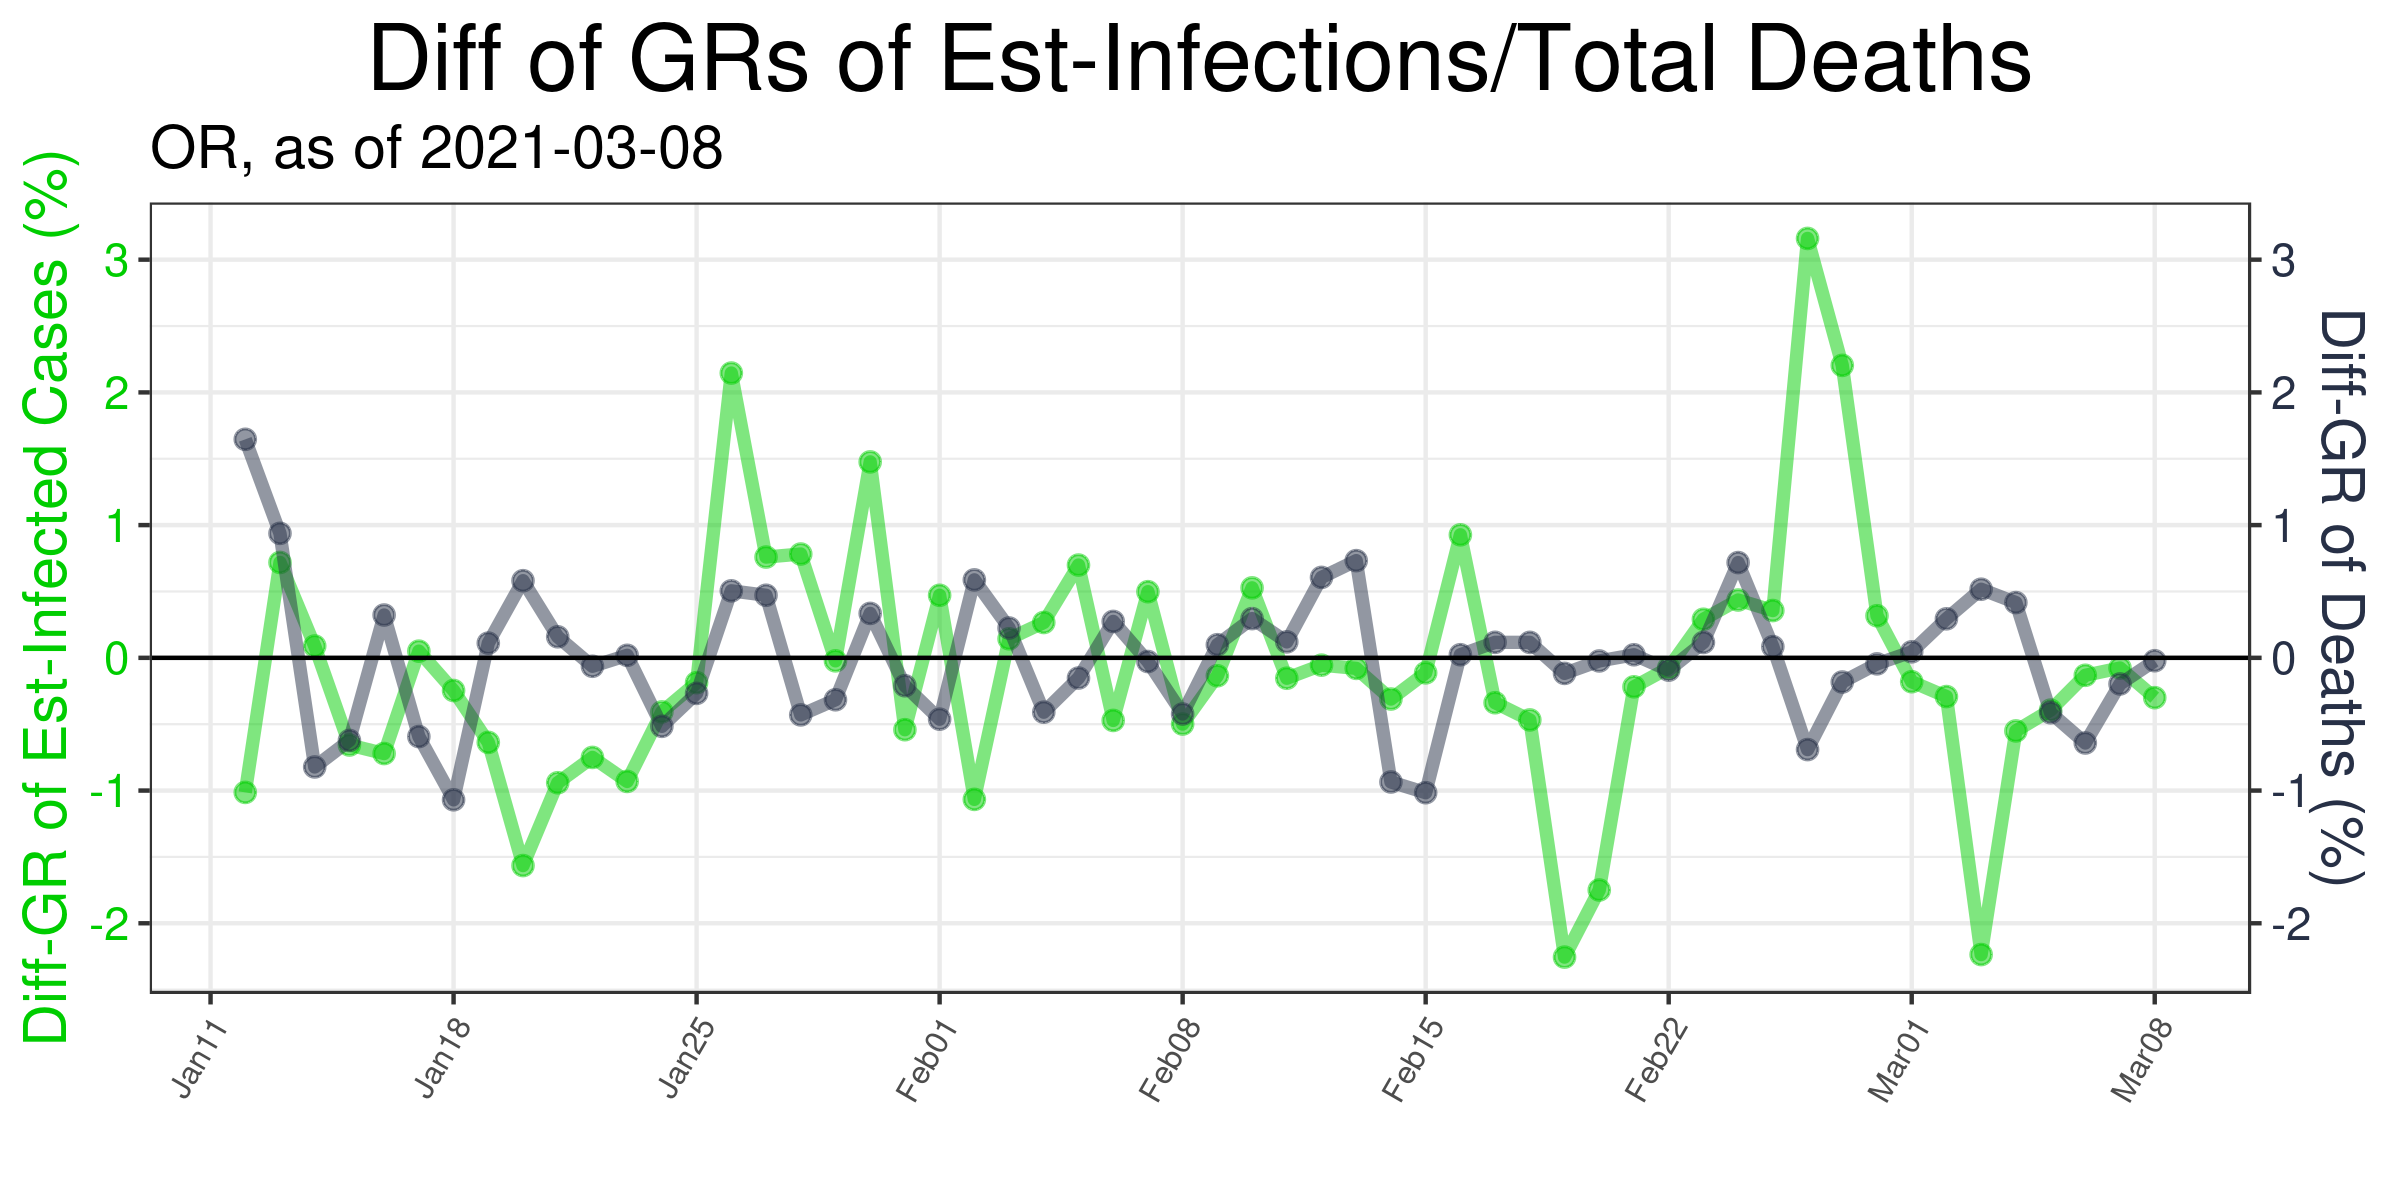 Diff of GRs of Est-Infections/Total Deaths
OR, as of 2021-03-08
Diff-GR of Est-Infected Cases (%)
3
2
1
0
-1
-2
3
2
1
0
-1
-2
Diff-GR of Deaths (%)
Jan11
Jan18
Jan25
Feb01
Feb08
Feb15
Feb22
Mar01
Mar08